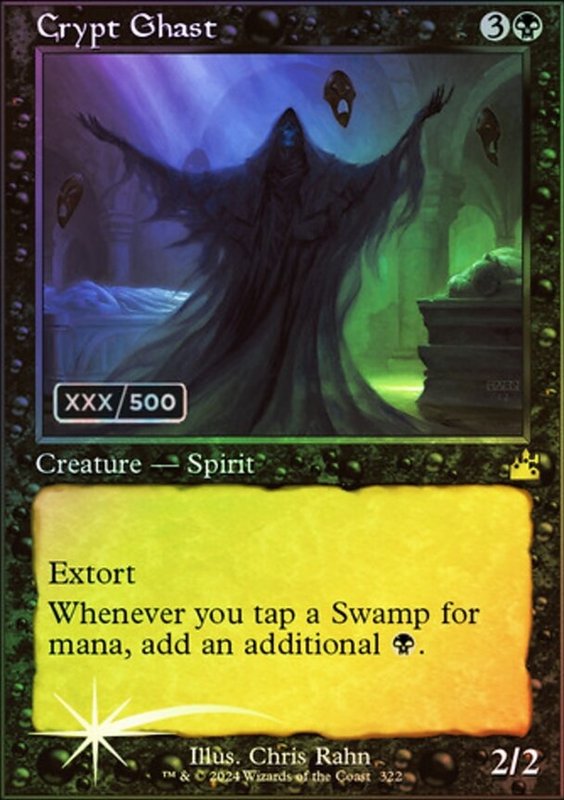 Crypt Ghast 3
XXX/500
Creature — Spirit
Extort
Whenever you tap a Swamp for
mana, add an additional .
Illus. Chris Rahn
™ & © 2024 Wizards of the Coast 322
2/2